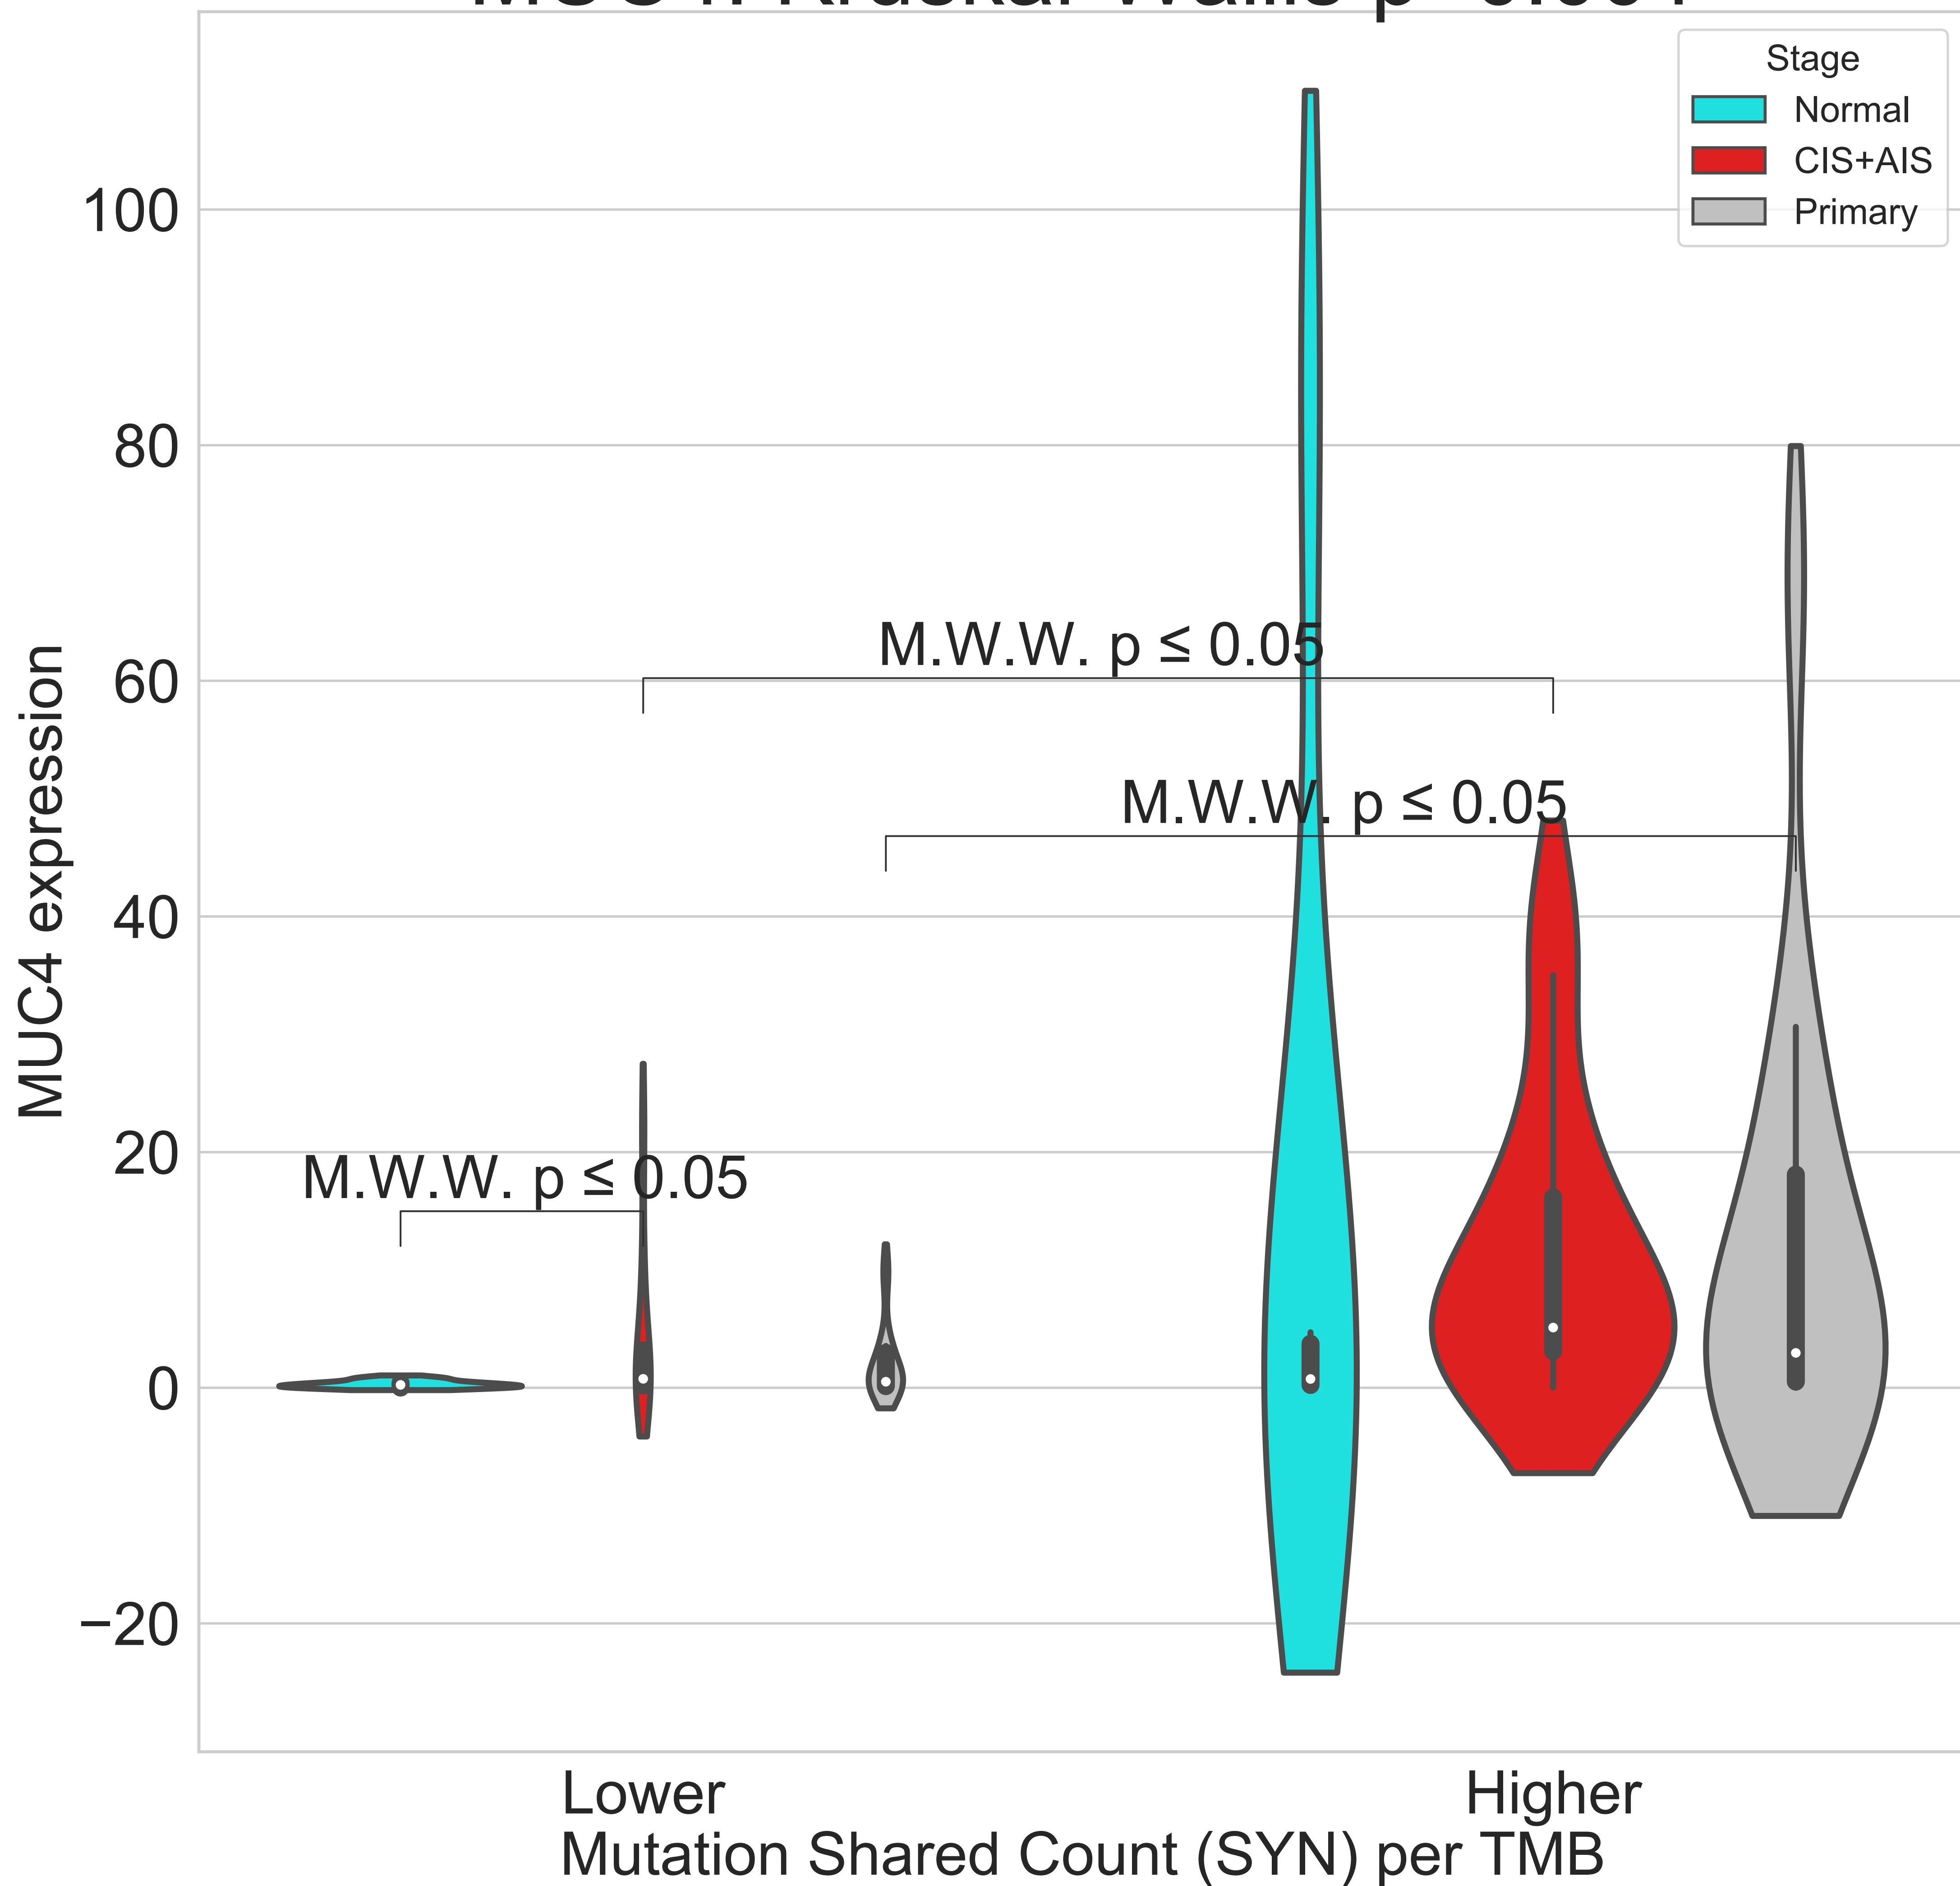 Stage
Normal
CIS+AIS
Primary
100
80
60
40
20
0
−20
MUC4 expression
M.W.W. p ≤ 0.05
M.W.W. p ≤ 0.05
M.W.W. p ≤ 0.05
Lower
Higher
Mutation Shared Count (SYN) per TMB